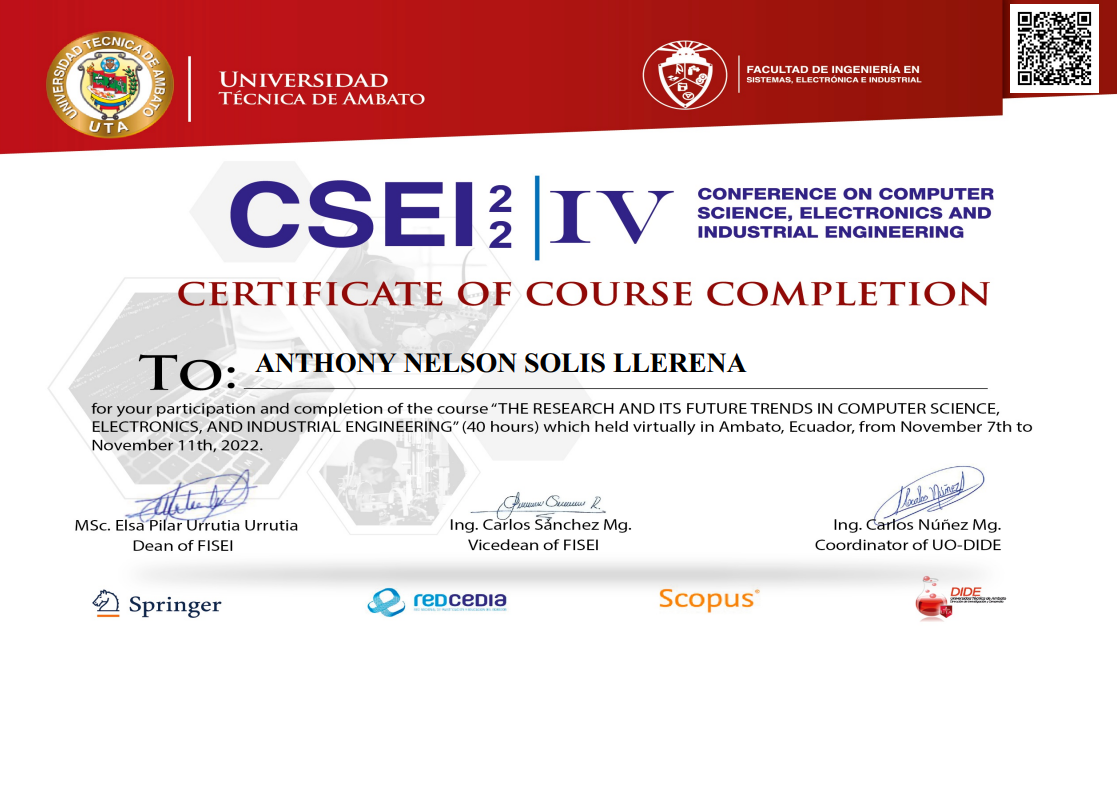 UNIVERSIDAD TECNICA DE AMBATO
UTA
UNIVERSIDAD
TÉCNICA DE AMBATO
FACULTAD DE INGENIERÍA EN
SISTEMAS, ELECTRÓNICA E INDUSTRIAL
CSEI 22 IV
CONFERENCE ON COMPUTER
SCIENCE, ELECTRONICS AND
INDUSTRIAL ENGINEERING
CERTIFICATE OF COURSE COMPLETION
TO: ANTHONY NELSON SOLIS LLERENA
for your participation and completion of the course “THE RESEARCH AND ITS FUTURE TRENDS IN COMPUTER SCIENCE,
ELECTRONICS, AND INDUSTRIAL ENGINEERING” (40 hours) which held virtually in Ambato, Ecuador, from November 7th to
November 11th, 2022.
MSc. Elsa Pilar Urrutia Urrutia
Dean of FISEI
Ing. Carlos Sánchez Mg.
Vicedean of FISEI
Ing. Carlos Núñez Mg.
Coordinator of UO-DIDE
Springer
redcedia
Scopus
DIDE
Universidad Técnica de Ambato